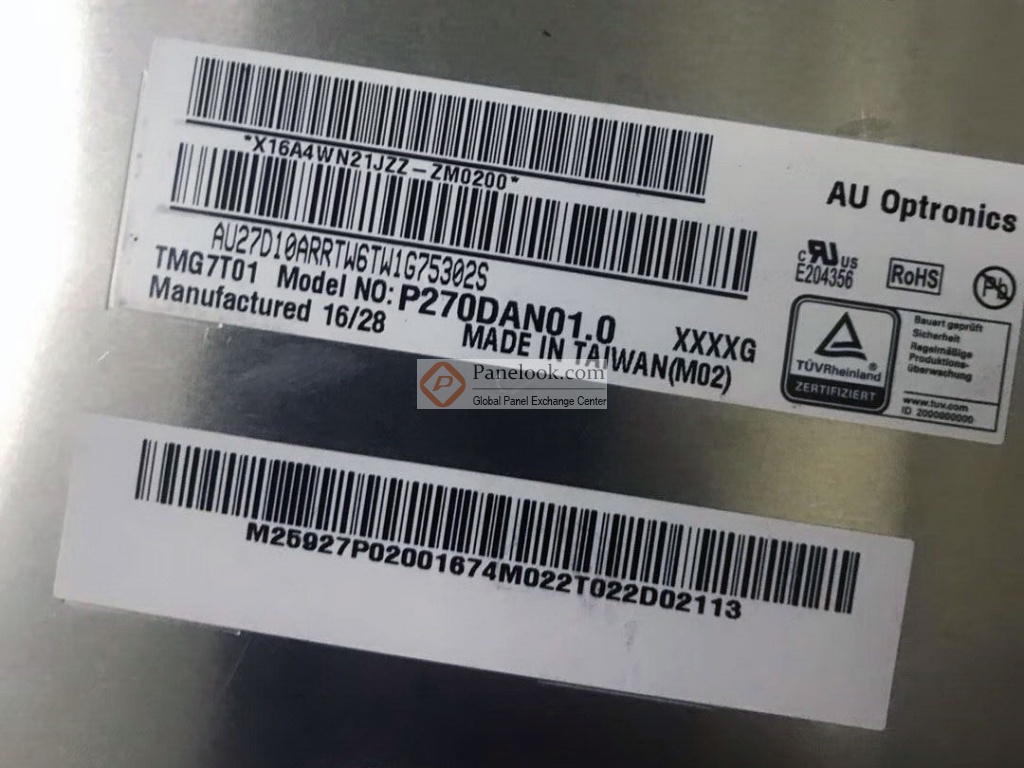 *X16A4WN21JZZ-ZM0200*
AU27D10ARRTW6TW1G75302S
TMG7T01 Model NO: P270DAN01.0 XXXXG
Manufactured 16/28 MADE IN TAIWAN(M02)
AU Optronics
c RU US
E204356
RoHS
Pb
TÜVRheinland®
ZERTIFIZIERT
Bauart geprüft
Sicherheit
Regelmäßige
Produktions-
überwachung
www.tuv.com
ID 2000000000
Panelook.com
Global Panel Exchange Center
M25927P02001674M022T022D02113